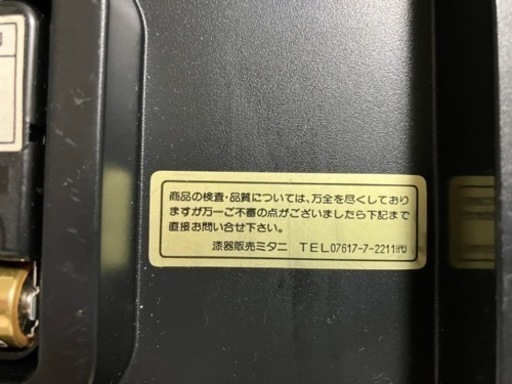 商品の検査・品質については、万全を尽くしており
ますが万一ご不審の点がございましたら下記まで
直接お問い合せ下さい。
漆器販売ミタニ TEL07617-7-2211㈹